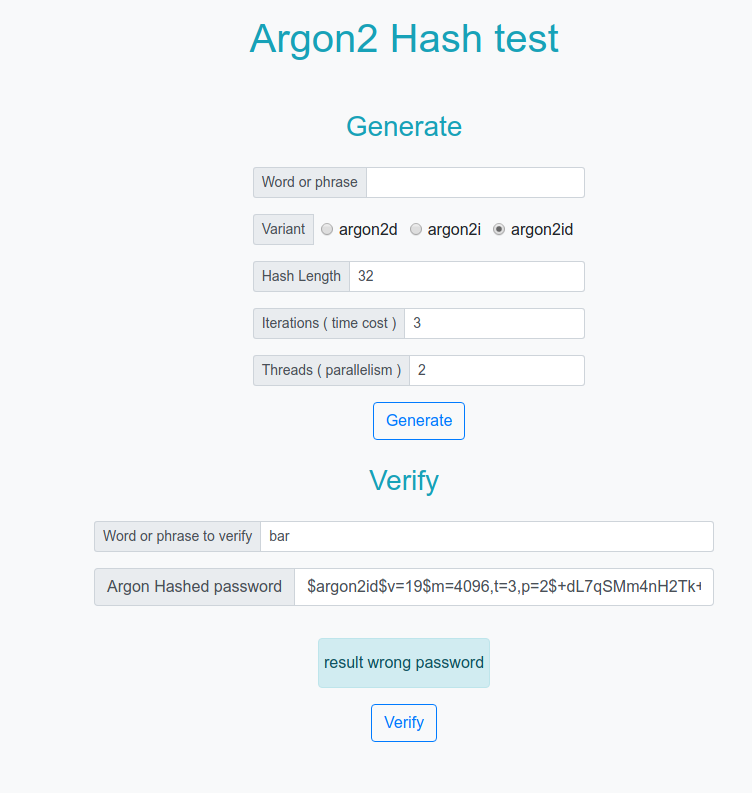 Argon2 Hash test
Generate
Word or phrase
Variant argon2d argon2i argon2id
Hash Length 32
Iterations ( time cost ) 3
Threads ( parallelism ) 2
Generate
Verify
Word or phrase to verify bar
Argon Hashed password $argon2id$v=19$m=4096,t=3,p=2$+dL7qSMm4nH2Tk+
result wrong password
Verify